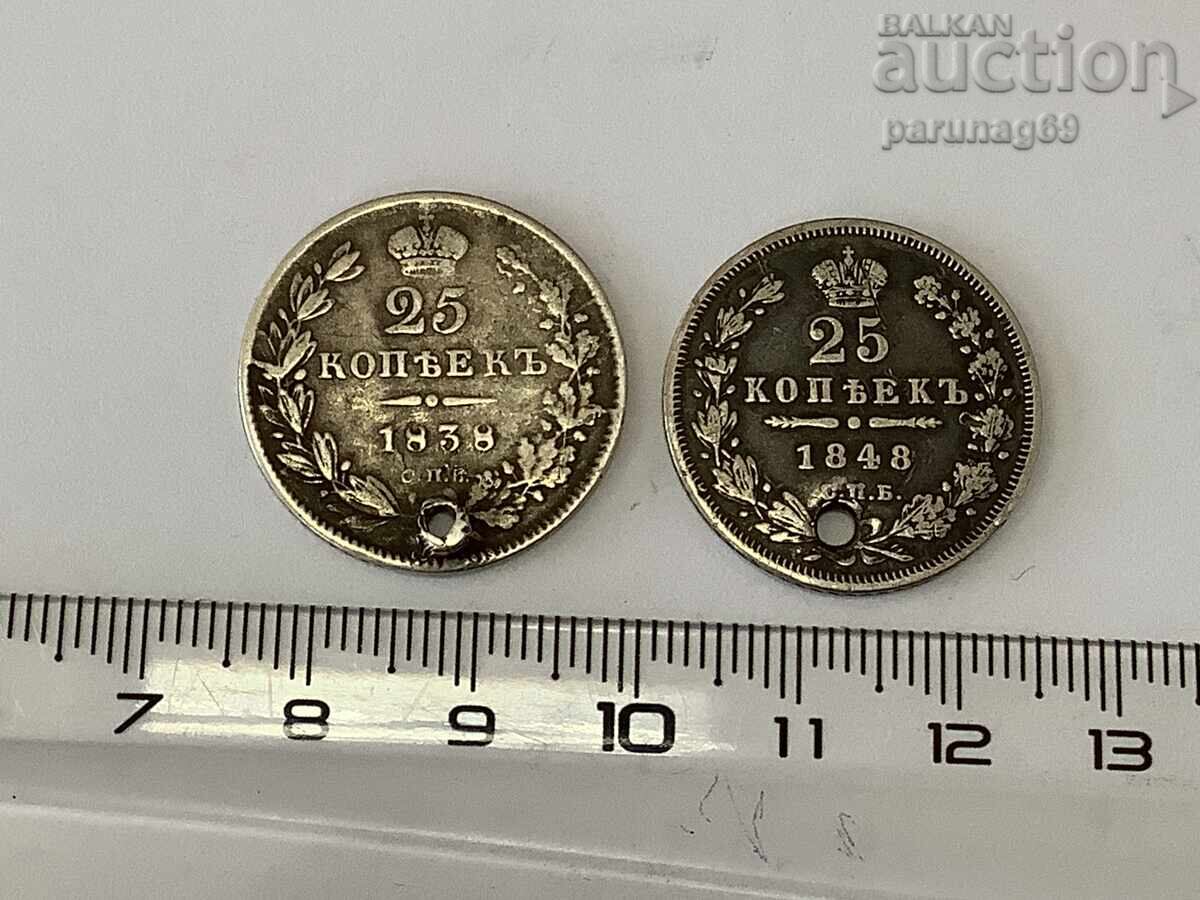 BALKAN
auction
parunag69
25
КОПѢЕКЪ
1838
С.П.Б.
25
КОПѢЕКЪ.
1848
С.П.Б.
7 8 9 10 11 12 13